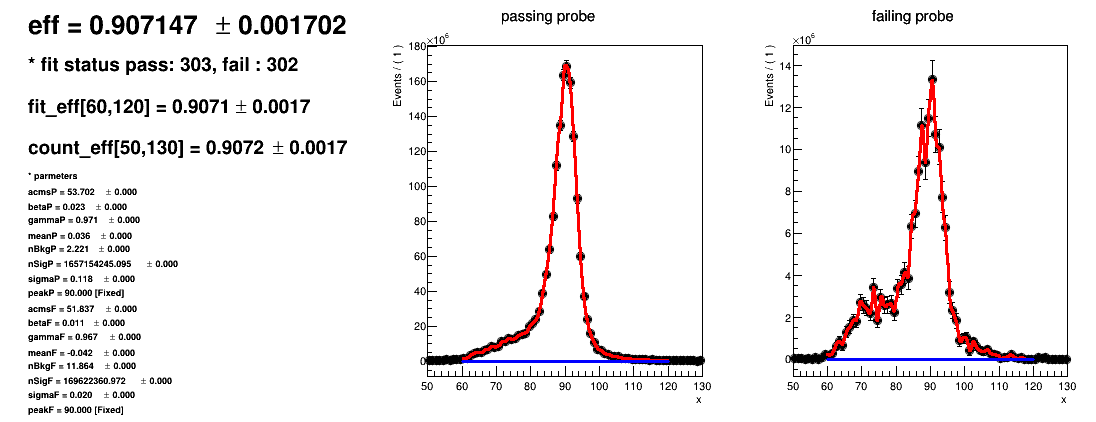 eff = 0.907147 ± 0.001702
* fit status pass: 303, fail : 302
fit_eff[60,120] = 0.9071 ± 0.0017
count_eff[50,130] = 0.9072 ± 0.0017
* parmeters
acmsP = 53.702 ± 0.000
betaP = 0.023 ± 0.000
gammaP = 0.971 ± 0.000
meanP = 0.036 ± 0.000
nBkgP = 2.221 ± 0.000
nSigP = 1657154245.095 ± 0.000
sigmaP = 0.118 ± 0.000
peakP = 90.000 [Fixed]
acmsF = 51.837 ± 0.000
betaF = 0.011 ± 0.000
gammaF = 0.967 ± 0.000
meanF = -0.042 ± 0.000
nBkgF = 11.864 ± 0.000
nSigF = 169622360.972 ± 0.000
sigmaF = 0.020 ± 0.000
peakF = 90.000 [Fixed]
passing probe
×10⁶
Events / ( 1 )
180
160
140
120
100
80
60
40
20
0
50 60 70 80 90 100 110 120 130
x
failing probe
×10⁶
Events / ( 1 )
14
12
10
8
6
4
2
0
50 60 70 80 90 100 110 120 130
x